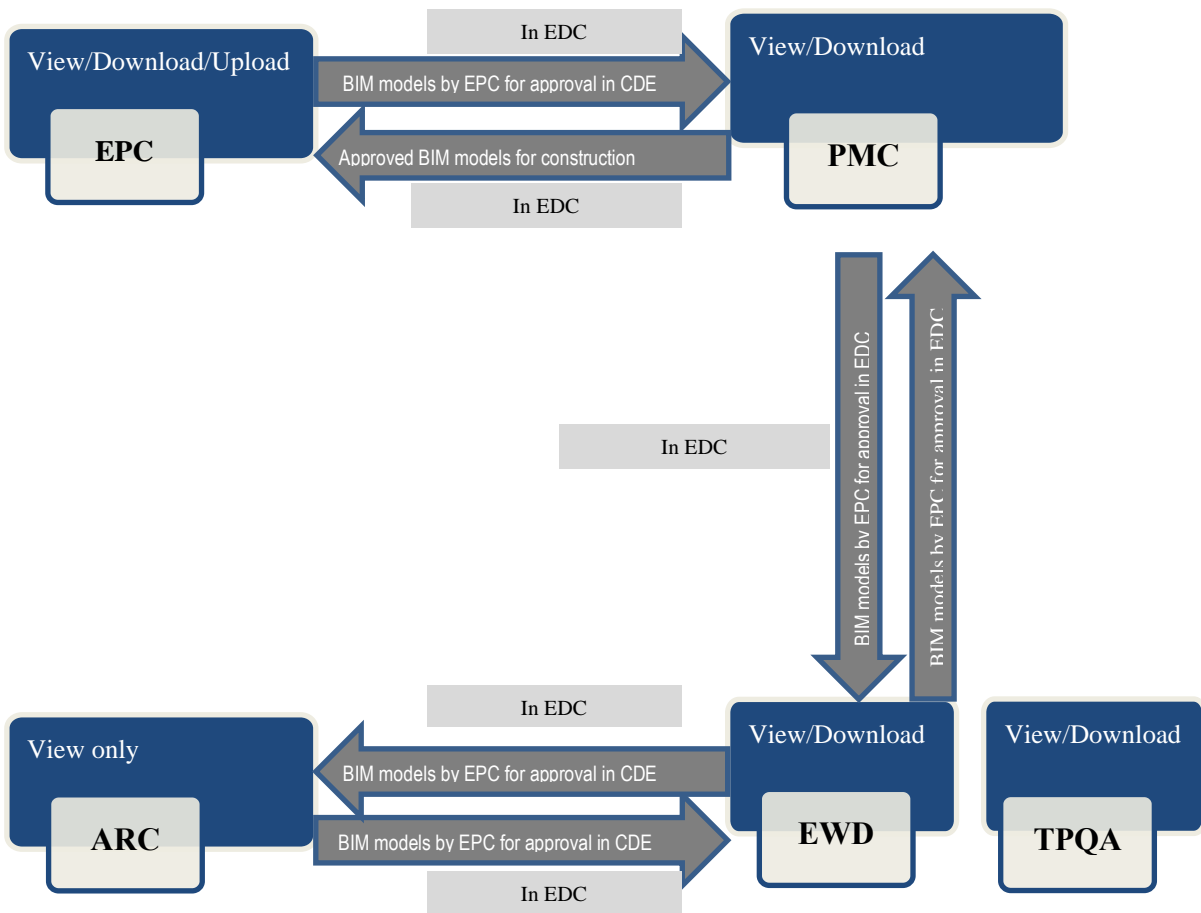 In EDC
View/Download/Upload
View/Download
BIM models by EPC for approval in CDE
EPC
PMC
Approved BIM models for construction
In EDC
BIM models by EPC for approval in EDC
BIM models by EPC for approval in EDC
In EDC
In EDC
View only
View/Download
View/Download
BIM models by EPC for approval in CDE
ARC
EWD
TPQA
BIM models by EPC for approval in CDE
In EDC